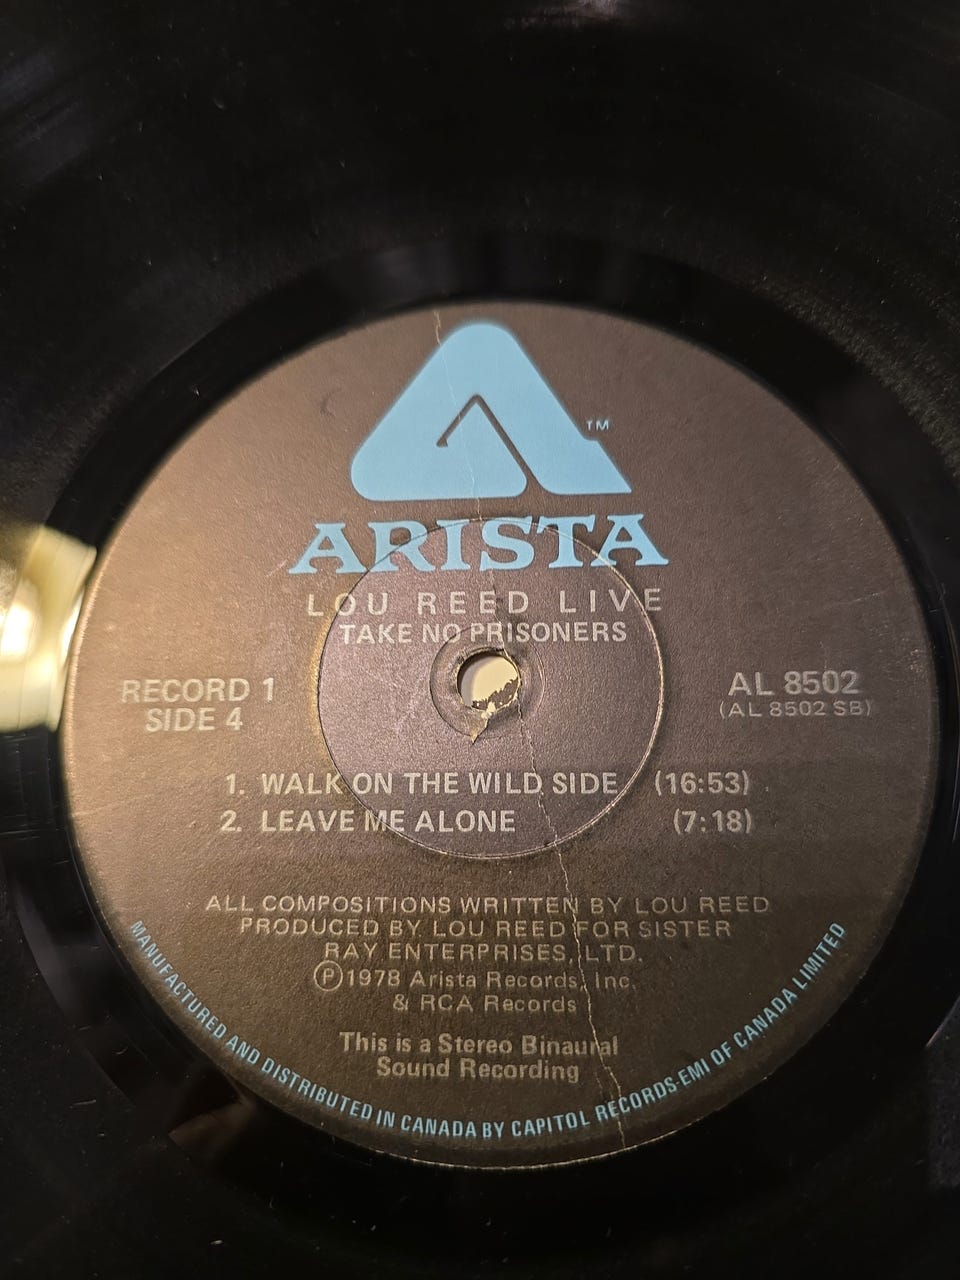 TM
ARISTA
LOU REED LIVE
TAKE NO PRISONERS
RECORD 1
SIDE 4
AL 8502
(AL 8502 SB)
1. WALK ON THE WILD SIDE (16:53)
2. LEAVE ME ALONE (7:18)
ALL COMPOSITIONS WRITTEN BY LOU REED
PRODUCED BY LOU REED FOR SISTER
RAY ENTERPRISES, LTD.
Ⓟ1978 Arista Records, Inc.
& RCA Records
This is a Stereo Binaural
Sound Recording
MANUFACTURED AND DISTRIBUTED IN CANADA BY CAPITOL RECORDS-EMI OF CANADA LIMITED